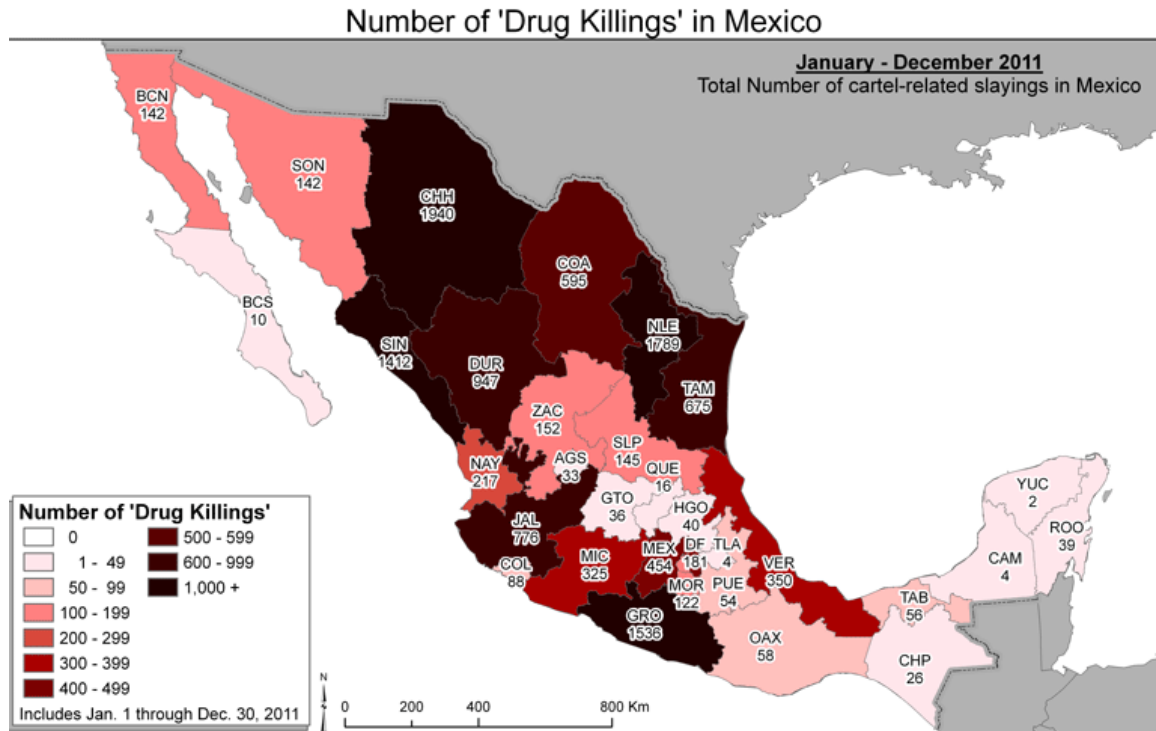 Number of 'Drug Killings' in Mexico
January - December 2011
Total Number of cartel-related slayings in Mexico
BCN
142
SON
142
CHH
1940
COA
595
BCS
10
NLE
1789
SIN
1412
DUR
947
TAM
675
ZAC
152
SLP
145
AGS
33
QUE
16
NAY
217
GTO
36
HGO
40
YUC
2
ROO
39
JAL
776
MEX
454
DF
181
TLA
4
COL
88
MIC
325
VER
350
CAM
4
MOR
122
PUE
54
TAB
56
GRO
1536
OAX
58
CHP
26
Number of 'Drug Killings'
0
1 - 49
50 - 99
100 - 199
200 - 299
300 - 399
400 - 499
500 - 599
600 - 999
1,000 +
Includes Jan. 1 through Dec. 30, 2011
N
0 200 400 800 Km